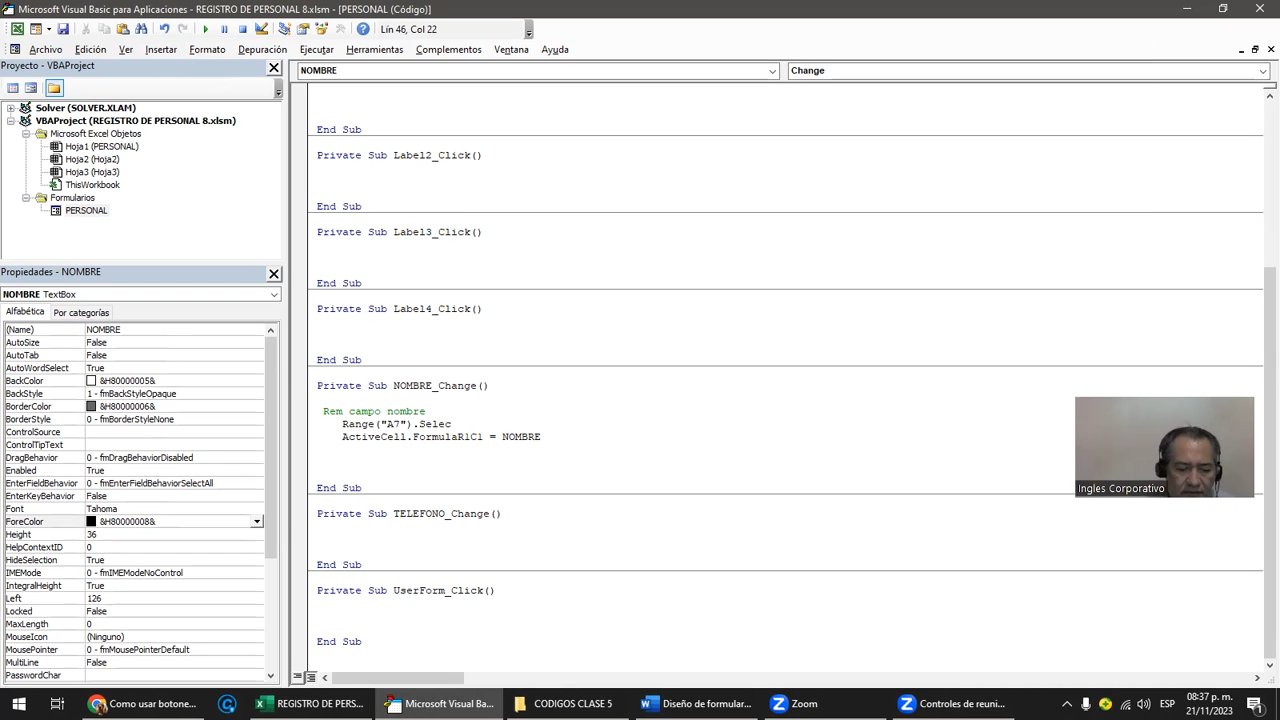 Microsoft Visual Basic para Aplicaciones - REGISTRO DE PERSONAL 8.xlsm - [PERSONAL (Código)]
Lín 46, Col 22
Archivo Edición Ver Insertar Formato Depuración Ejecutar Herramientas Complementos Ventana Ayuda
Proyecto - VBAProject
Solver (SOLVER.XLAM)
VBAProject (REGISTRO DE PERSONAL 8.xlsm)
Microsoft Excel Objetos
Hoja1 (PERSONAL)
Hoja2 (Hoja2)
Hoja3 (Hoja3)
ThisWorkbook
Formularios
PERSONAL
Propiedades - NOMBRE
NOMBRE TextBox
Alfabética Por categorías
(Name) NOMBRE
AutoSize False
AutoTab False
AutoWordSelect True
BackColor &H80000005&
BackStyle 1 - fmBackStyleOpaque
BorderColor &H80000006&
BorderStyle 0 - fmBorderStyleNone
ControlSource
ControlTipText
DragBehavior 0 - fmDragBehaviorDisabled
Enabled True
EnterFieldBehavior 0 - fmEnterFieldBehaviorSelectAll
EnterKeyBehavior False
Font Tahoma
ForeColor &H80000008&
Height 36
HelpContextID 0
HideSelection True
IMEMode 0 - fmIMEModeNoControl
IntegralHeight True
Left 126
Locked False
MaxLength 0
MouseIcon (Ninguno)
MousePointer 0 - fmMousePointerDefault
MultiLine False
PasswordChar
NOMBRE Change
End Sub
Private Sub Label2_Click()
End Sub
Private Sub Label3_Click()
End Sub
Private Sub Label4_Click()
End Sub
Private Sub NOMBRE_Change()
Rem campo nombre
Range("A7").Selec
ActiveCell.FormulaR1C1 = NOMBRE
End Sub
Private Sub TELEFONO_Change()
End Sub
Private Sub UserForm_Click()
End Sub
Ingles Corporativo
Como usar botone... REGISTRO DE PERS... Microsoft Visual Ba... CODIGOS CLASE 5 Diseño de formular... Zoom Controles de reuni... ESP 08:37 p. m.
21/11/2023